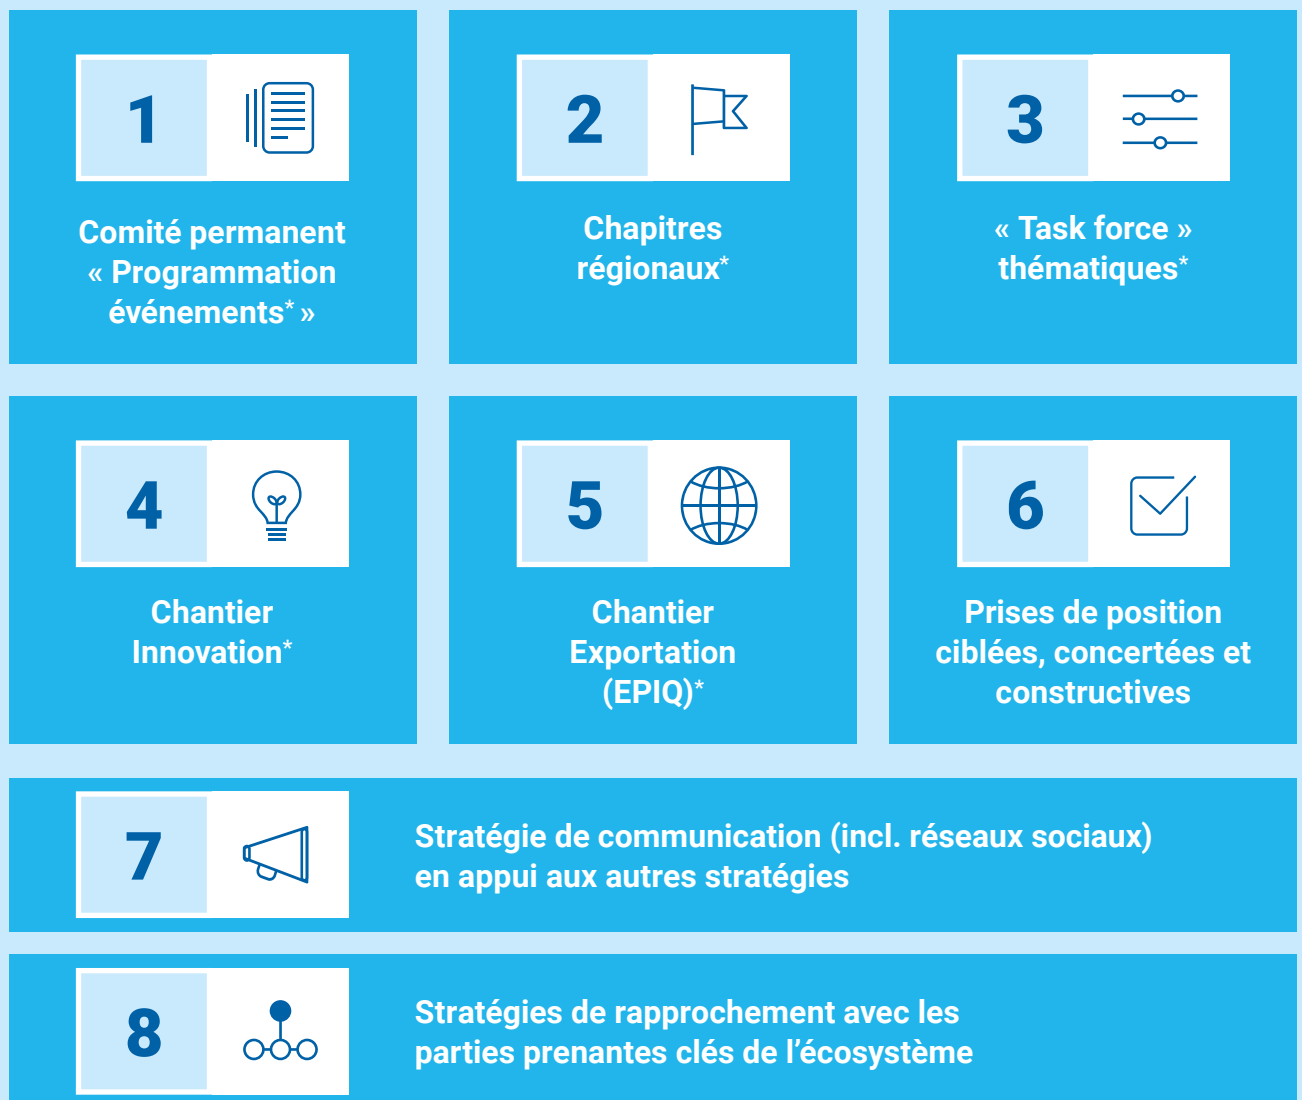 1
Comité permanent
« Programmation
événements* »
2
Chapitres
régionaux*
3
« Task force »
thématiques*
4
Chantier
Innovation*
5
Chantier
Exportation
(EPIQ)*
6
Prises de position
ciblées, concertées et
constructives
7
Stratégie de communication (incl. réseaux sociaux)
en appui aux autres stratégies
8
Stratégies de rapprochement avec les
parties prenantes clés de l’écosystème